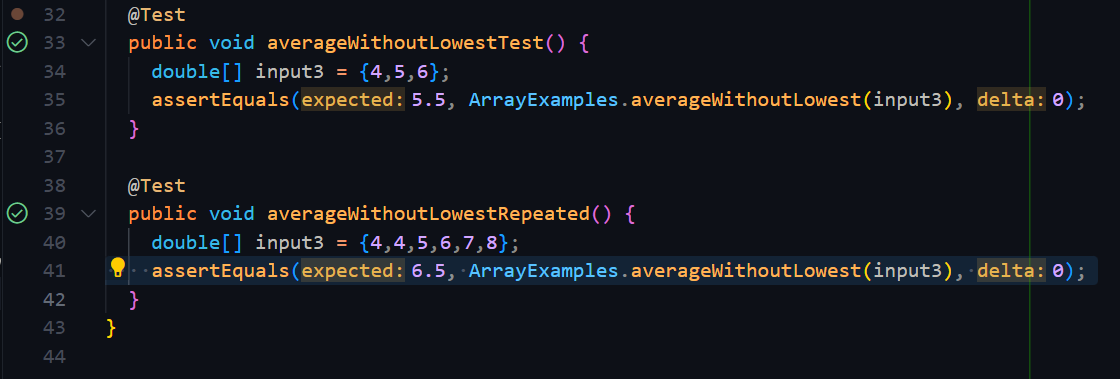 32 @Test
33 public void averageWithoutLowestTest() {
34 double[] input3 = {4,5,6};
35 assertEquals(expected: 5.5, ArrayExamples.averageWithoutLowest(input3), delta: 0);
36 }
37
38 @Test
39 public void averageWithoutLowestRepeated() {
40 double[] input3 = {4,4,5,6,7,8};
41 assertEquals(expected: 6.5, ArrayExamples.averageWithoutLowest(input3), delta: 0);
42 }
43 }
44